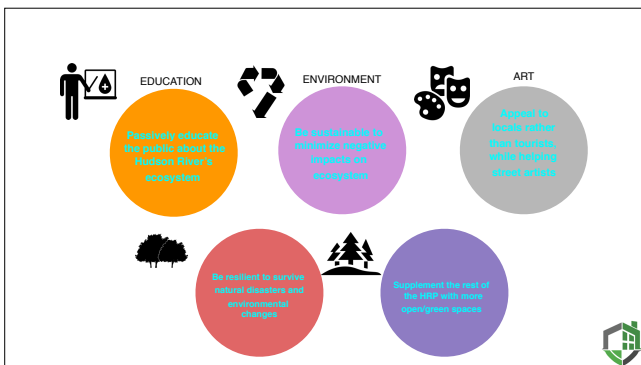 EDUCATION
Passively educate
the public about the
Hudson River's
ecosystem
ENVIRONMENT
Be sustainable to
minimize negative
impacts on
ecosystem
ART
Appeal to
locals rather
than tourists,
while helping
street artists
Be resilient to survive
natural disasters and
environmental
changes
Supplement the rest of
the HRP with more
open/green spaces